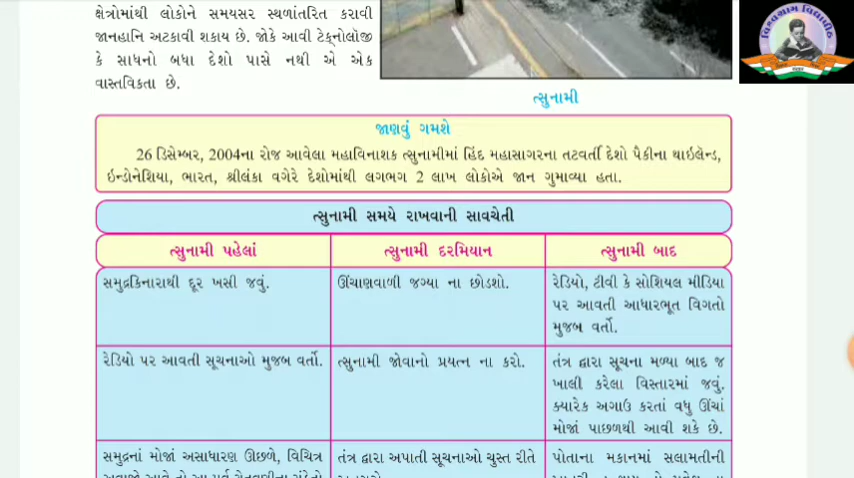 ક્ષેત્રોમાંથી લોકોને સમયસર સ્થળાંતરિત કરાવી
જાનહાનિ અટકાવી શકાય છે. જોકે આવી ટેક્નોલૉજી
કે સાધનો બધા દેશો પાસે નથી એ એક
વાસ્તવિકતા છે.
ત્સુનામી
જાણવું ગમશે
26 ડિસેમ્બર, 2004ના રોજ આવેલા મહાવિનાશક ત્સુનામીમાં હિંદ મહાસાગરના તટવર્તી દેશો પૈકીના થાઇલૅન્ડ,
ઇન્ડોનેશિયા, ભારત, શ્રીલંકા વગેરે દેશોમાંથી લગભગ 2 લાખ લોકોએ જાન ગુમાવ્યા હતા.
ત્સુનામી સમયે રાખવાની સાવચેતી
ત્સુનામી પહેલાં
ત્સુનામી દરમિયાન
ત્સુનામી બાદ
સમુદ્રકિનારાથી દૂર ખસી જવું.
ઊંચાણવાળી જગ્યા ના છોડશો.
રેડિયો, ટીવી કે સોશિયલ મીડિયા
પર આવતી આધારભૂત વિગતો
મુજબ વર્તો.
રેડિયો પર આવતી સૂચનાઓ મુજબ વર્તો.
ત્સુનામી જોવાનો પ્રયત્ન ના કરો.
તંત્ર દ્વારા સૂચના મળ્યા બાદ જ
ખાલી કરેલા વિસ્તારમાં જવું.
ક્યારેક અગાઉ કરતાં વધુ ઊંચાં
મોજાં પાછળથી આવી શકે છે.
સમુદ્રનાં મોજાં અસાધારણ ઊછળે, વિચિત્ર
તંત્ર દ્વારા અપાતી સૂચનાઓ ચુસ્ત રીતે
પોતાના મકાનમાં સલામતીની